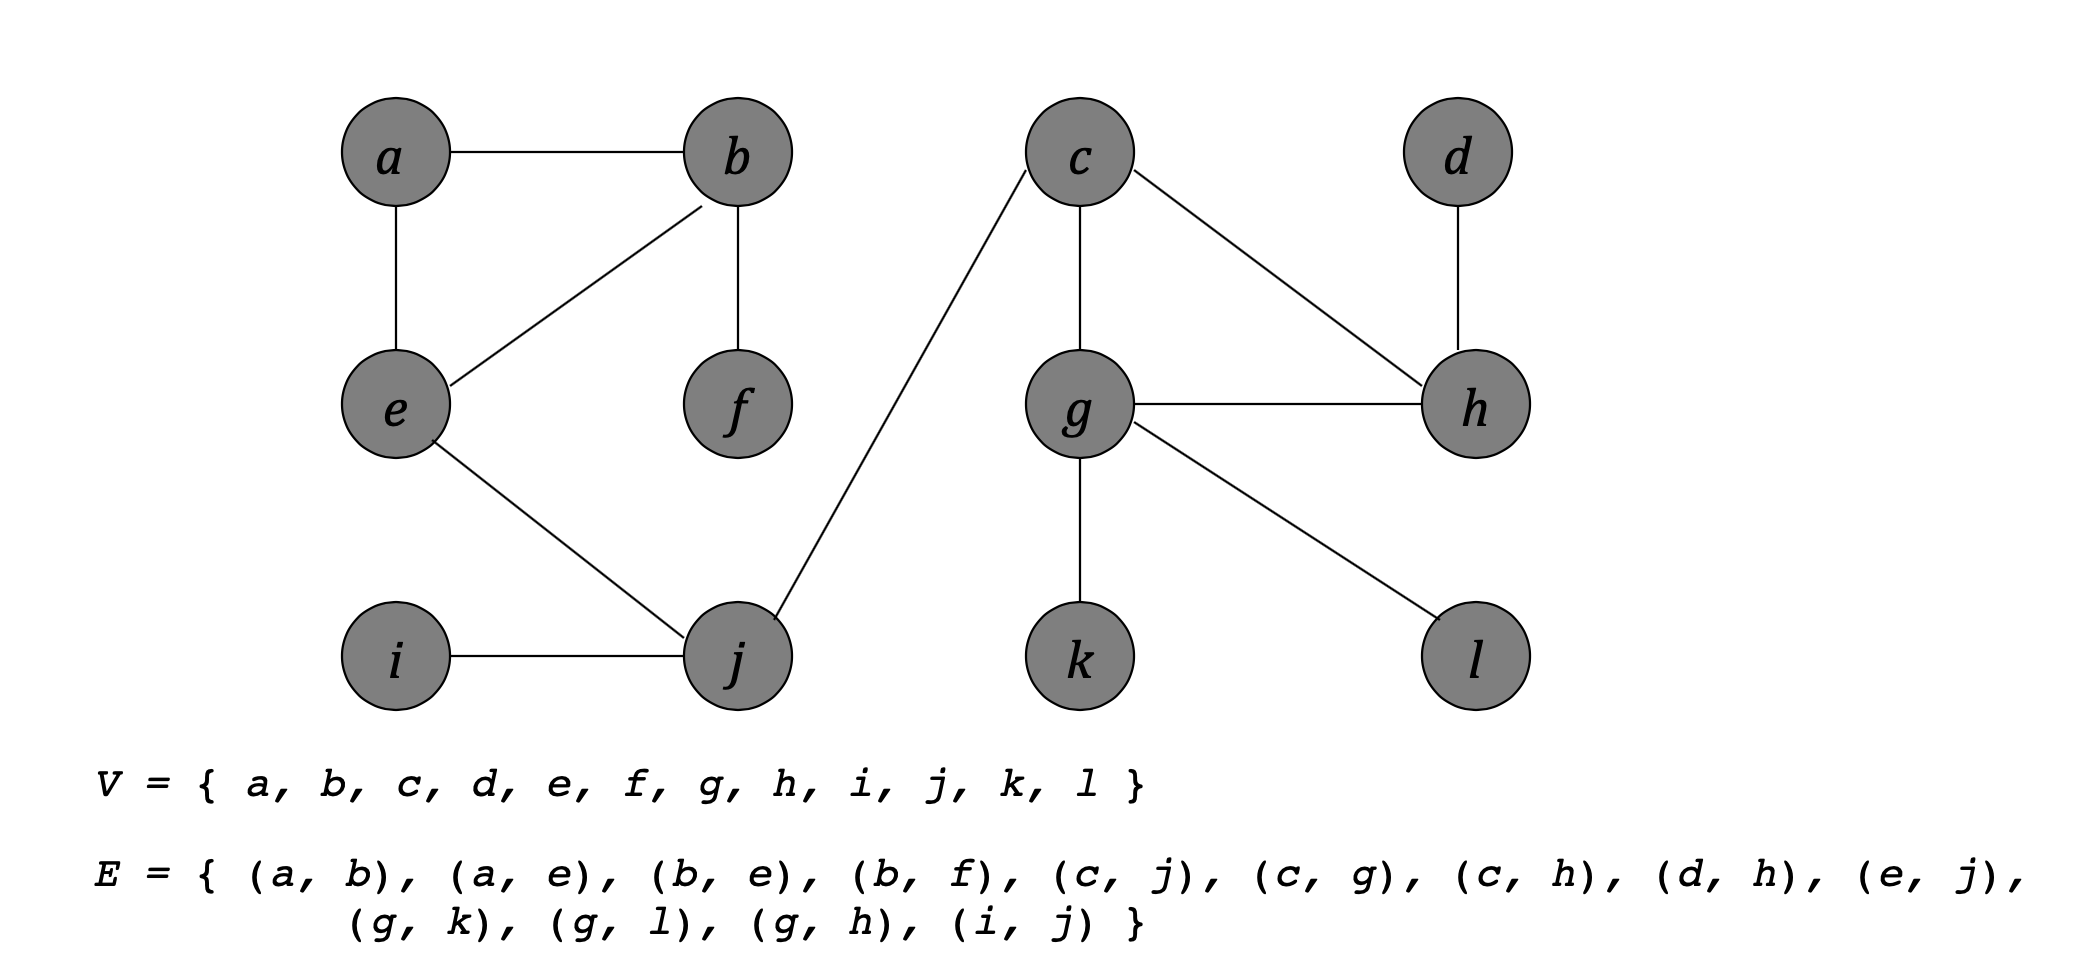 a b c d
e f g h
i j k l
V = { a, b, c, d, e, f, g, h, i, j, k, l }
E = { (a, b), (a, e), (b, e), (b, f), (c, j), (c, g), (c, h), (d, h), (e, j),
(g, k), (g, l), (g, h), (i, j) }